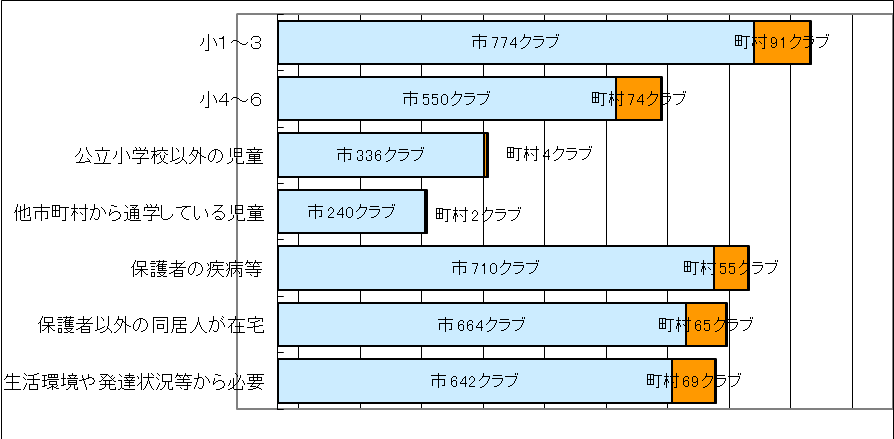 小1～3 市774クラブ 町村91クラブ
小4～6 市550クラブ 町村74クラブ
公立小学校以外の児童 市336クラブ 町村4クラブ
他市町村から通学している児童 市240クラブ 町村2クラブ
保護者の疾病等 市710クラブ 町村55クラブ
保護者以外の同居人が在宅 市664クラブ 町村65クラブ
生活環境や発達状況等から必要 市642クラブ 町村69クラブ